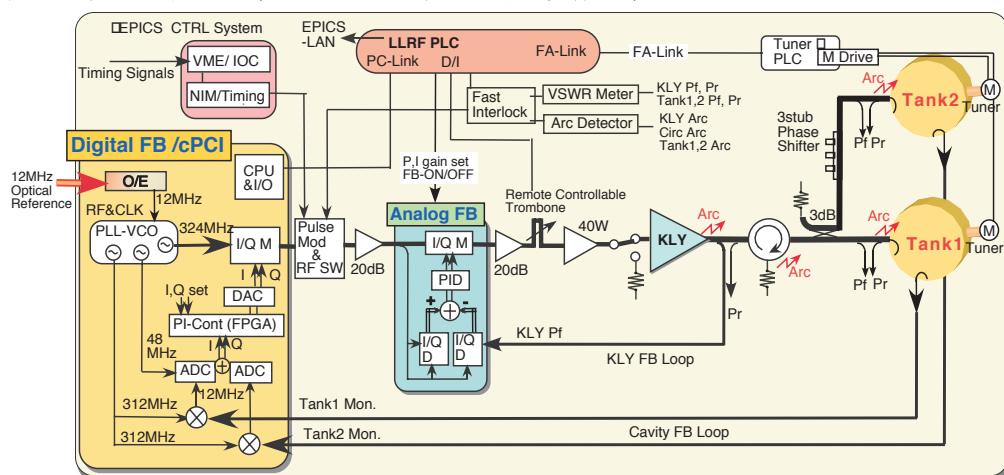 EPICS CTRL System
EPICS
-LAN
LLRF PLC
PC-Link
D/I
FA-Link
FA-Link
Tuner
PLC
M Drive
M
Tuner
Timing Signals
VME/ IOC
NIM/Timing
Fast
Interlock
VSWR Meter
KLY Pf, Pr
Tank1,2 Pf, Pr
Arc Detector
KLY Arc
Circ Arc
Tank1,2 Arc
Arc
Tank2
3stub
Phase
Shifter
Pf Pr
Digital FB /cPCI
12MHz
Optical
Reference
O/E
12MHz
CPU
&I/O
RF&CLK
PLL-VCO
324MHz
I/Q M
Pulse
Mod
&
RF SW
20dB
P,I gain set
FB-ON/OFF
Analog FB
I/Q M
PID
+
-
I/Q
D
I/Q
D
20dB
Remote Controllable
Trombone
40W
KLY
Arc
Arc
3dB
Arc
Tank1
M
Tuner
Pf Pr
Pr
I
Q
DAC
I,Q set
PI-Cont (FPGA)
48
MHz
I
Q
ADC
ADC
12MHz
312MHz
312MHz
KLY Pf
KLY FB Loop
Tank1 Mon.
Tank2 Mon.
Cavity FB Loop